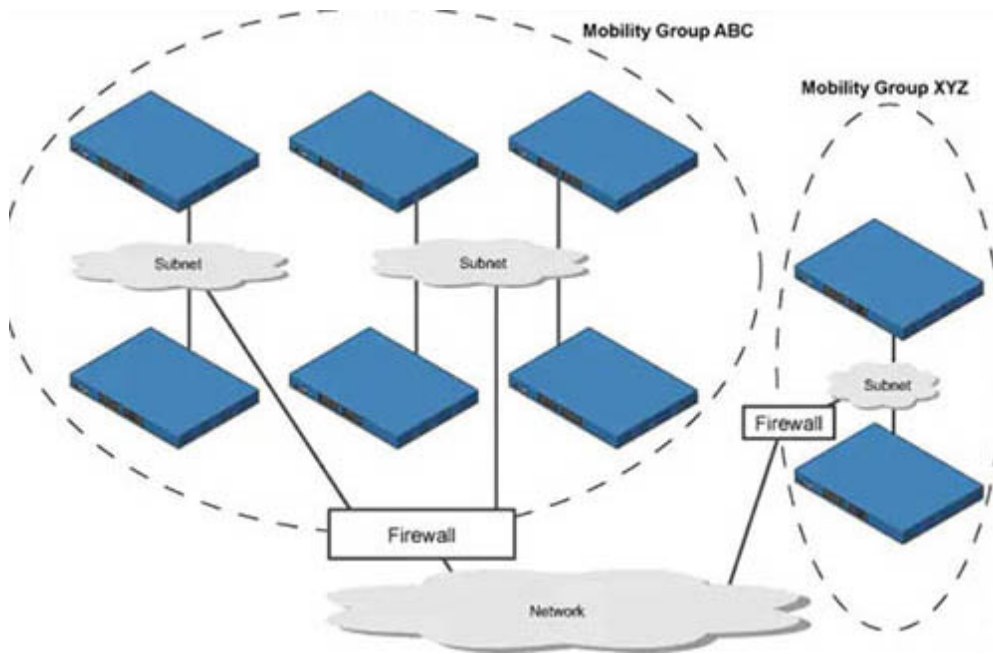 Mobility Group ABC
Mobility Group XYZ
Subnet
Subnet
Subnet
Firewall
Firewall
Network